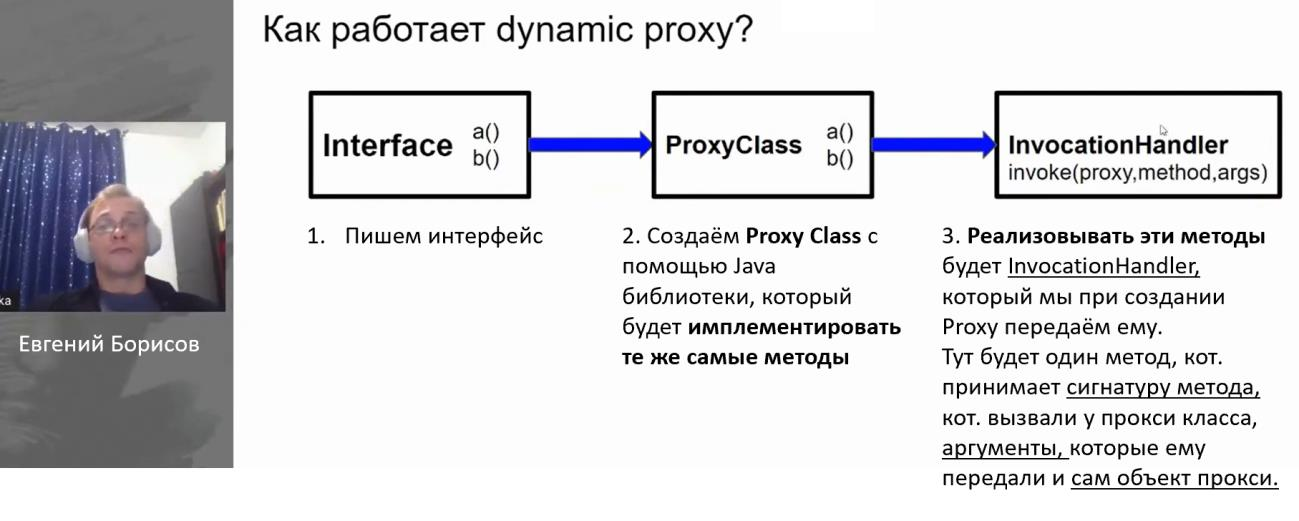 Как работает dynamic proxy?
Interface
a()
b()
ProxyClass
a()
b()
InvocationHandler
invoke(proxy,method,args)
1. Пишем интерфейс
2. Создаём Proxy Class с
помощью Java
библиотеки, который
будет имплементировать
те же самые методы
3. Реализовывать эти методы
будет InvocationHandler,
который мы при создании
Proxy передаём ему.
Тут будет один метод, кот.
принимает сигнатуру метода,
кот. вызвали у прокси класса,
аргументы, которые ему
передали и сам объект прокси.
ka
Евгений Борисов